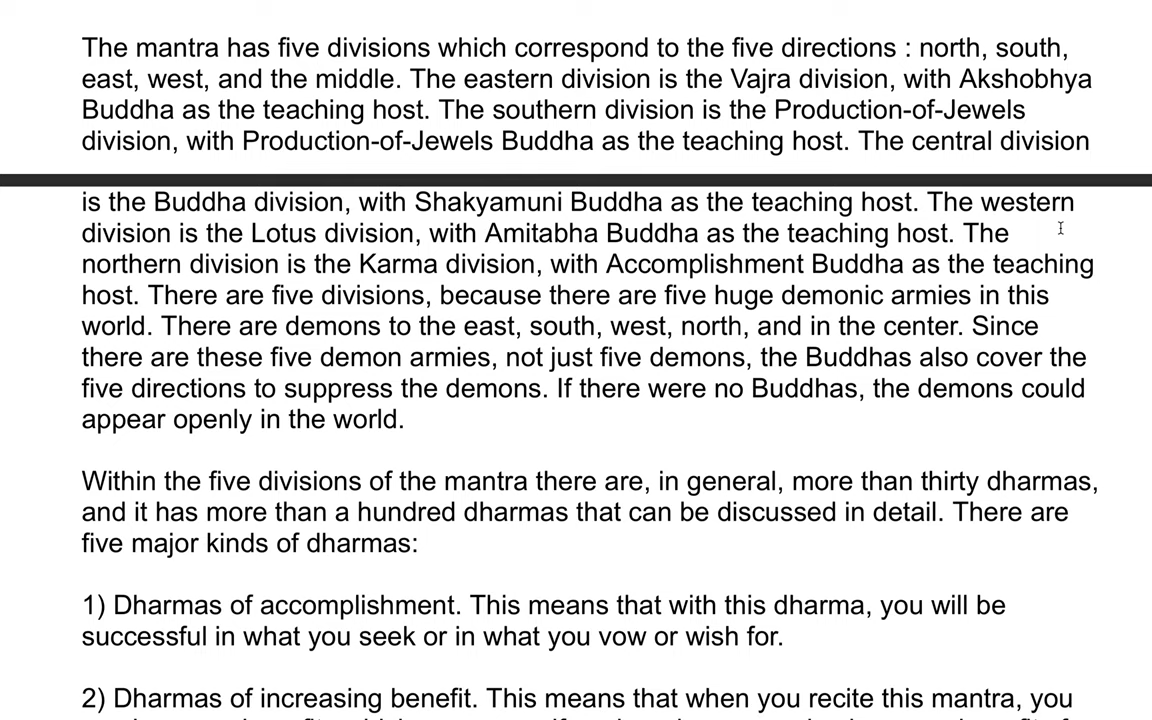 The mantra has five divisions which correspond to the five directions : north, south,
east, west, and the middle. The eastern division is the Vajra division, with Akshobhya
Buddha as the teaching host. The southern division is the Production-of-Jewels
division, with Production-of-Jewels Buddha as the teaching host. The central division
is the Buddha division, with Shakyamuni Buddha as the teaching host. The western
division is the Lotus division, with Amitabha Buddha as the teaching host. The
northern division is the Karma division, with Accomplishment Buddha as the teaching
host. There are five divisions, because there are five huge demonic armies in this
world. There are demons to the east, south, west, north, and in the center. Since
there are these five demon armies, not just five demons, the Buddhas also cover the
five directions to suppress the demons. If there were no Buddhas, the demons could
appear openly in the world.
Within the five divisions of the mantra there are, in general, more than thirty dharmas,
and it has more than a hundred dharmas that can be discussed in detail. There are
five major kinds of dharmas:
1) Dharmas of accomplishment. This means that with this dharma, you will be
successful in what you seek or in what you vow or wish for.
2) Dharmas of increasing benefit. This means that when you recite this mantra, you